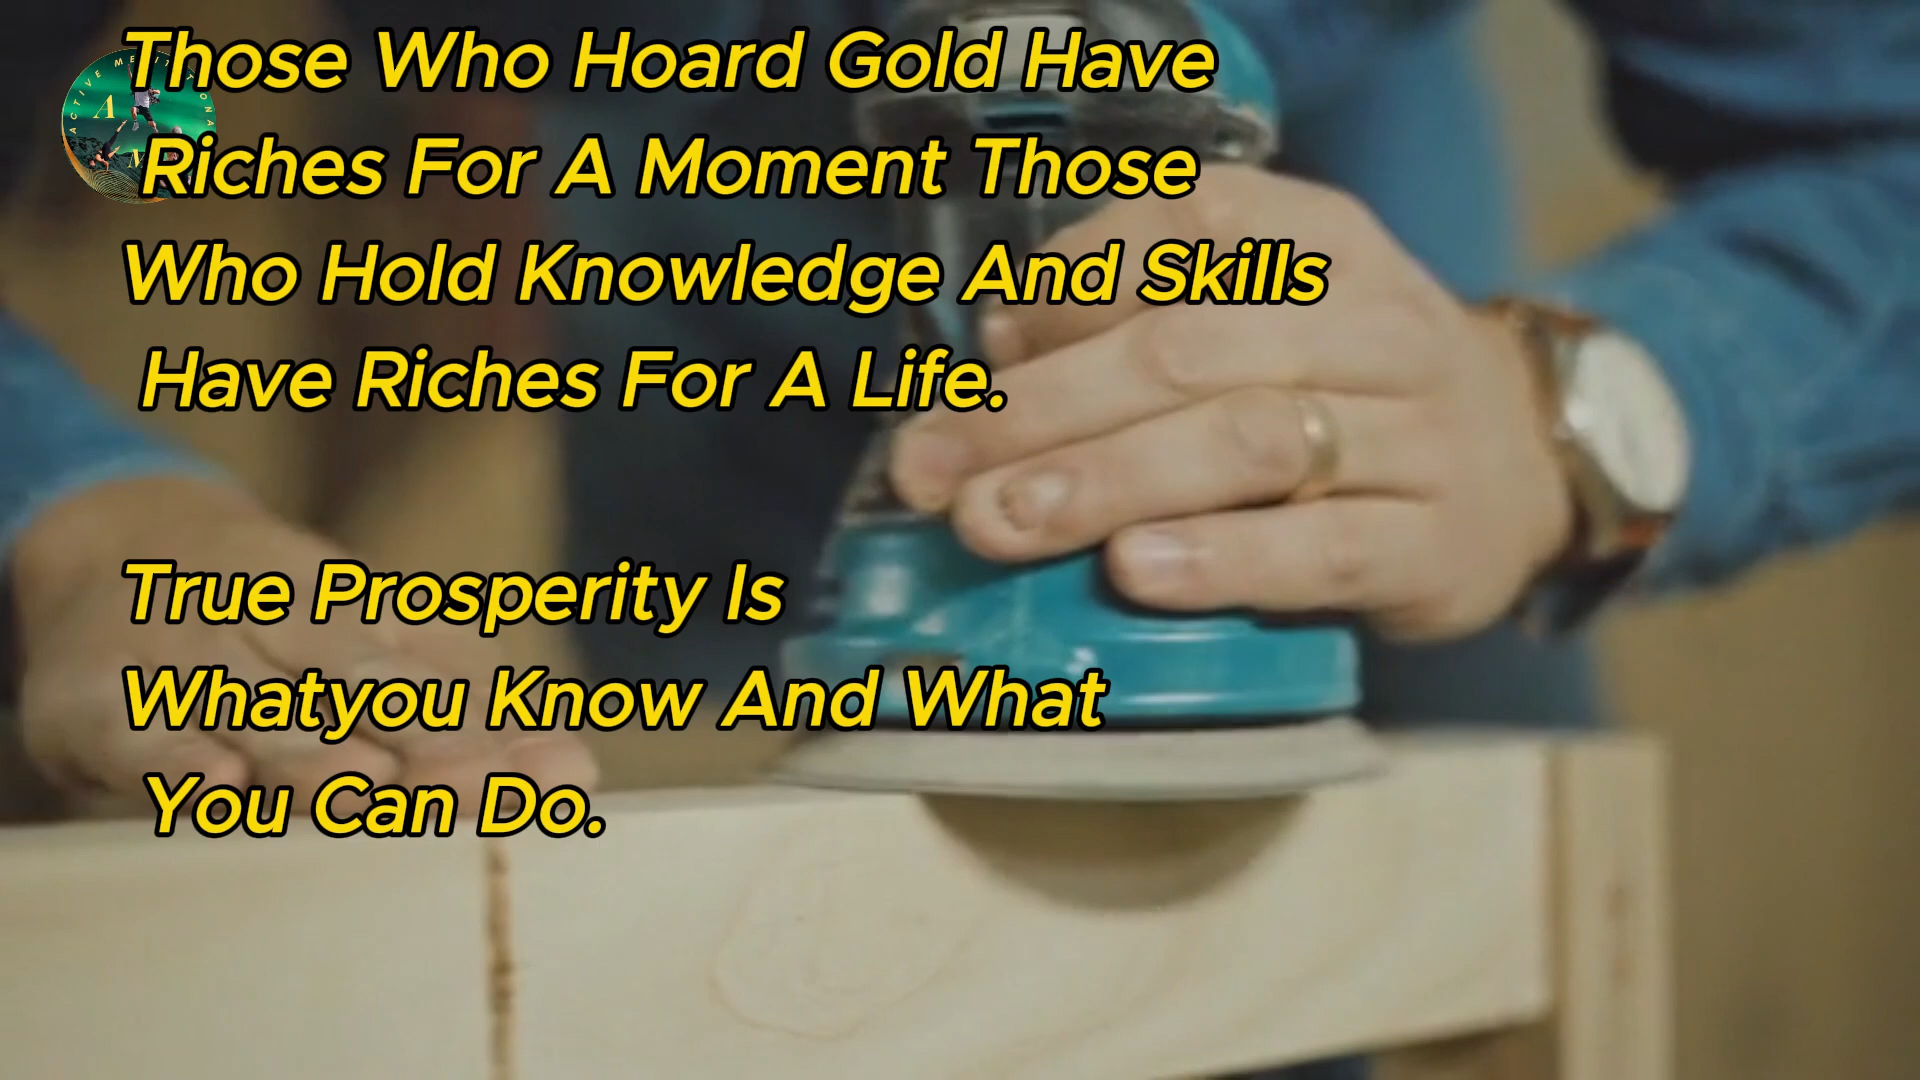 Those Who Hoard Gold Have
Riches For A Moment Those
Who Hold Knowledge And Skills
Have Riches For A Life.
True Prosperity Is
Whatyou Know And What
You Can Do.